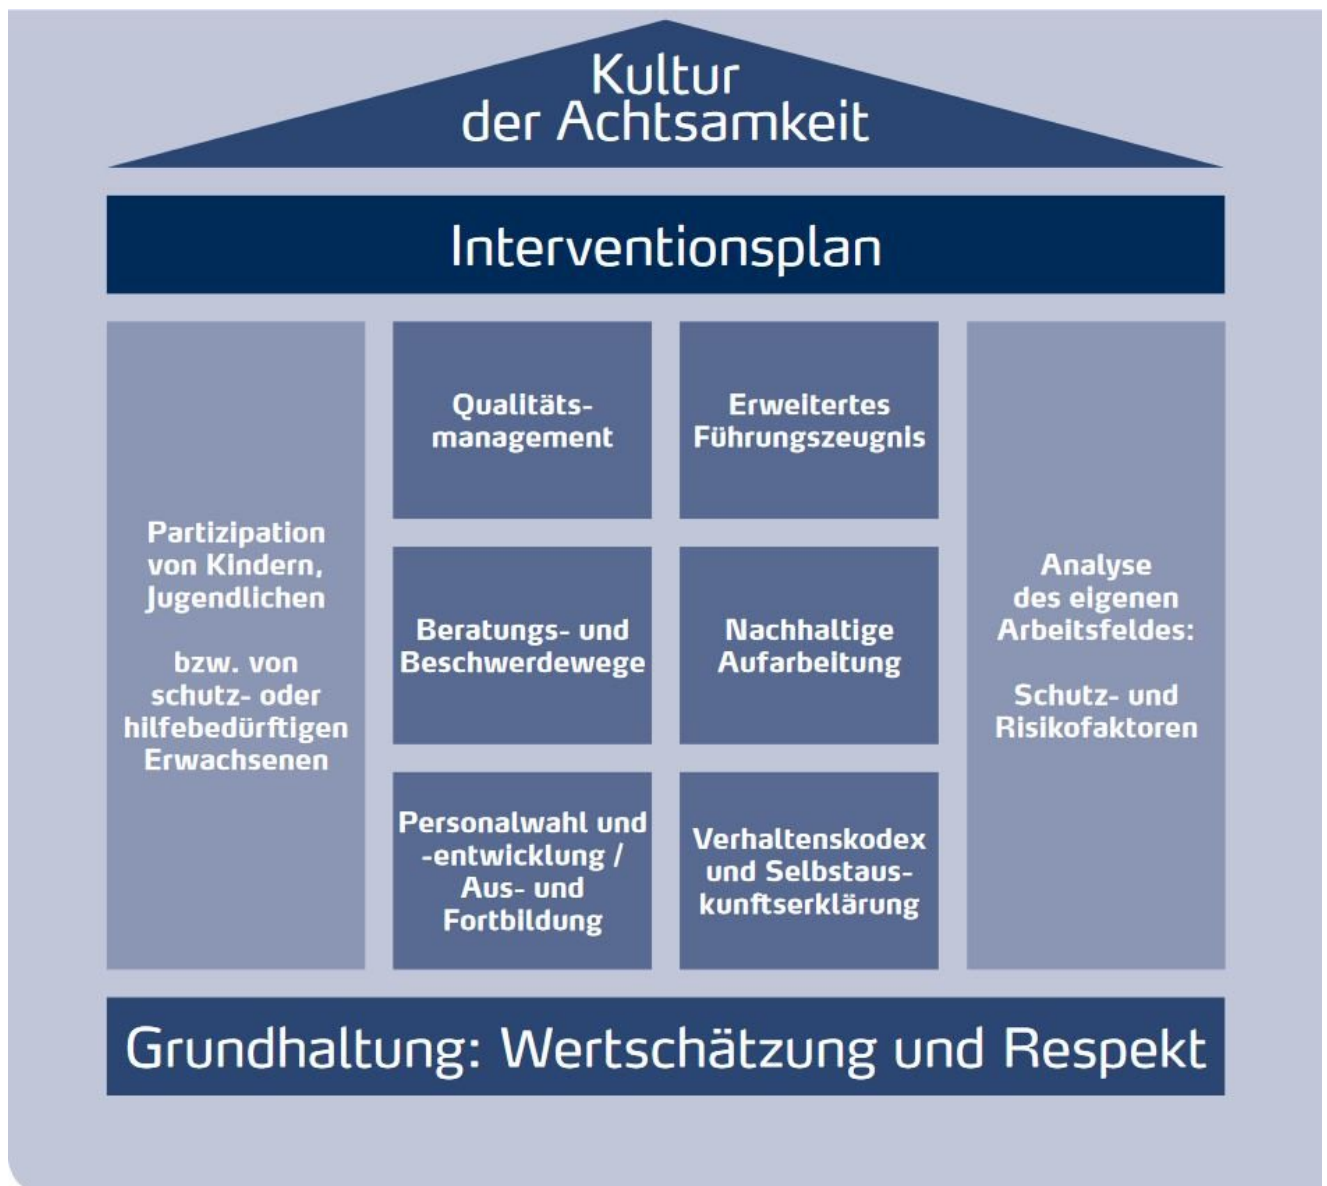 Kultur
der Achtsamkeit
Interventionsplan
Partizipation
von Kindern,
Jugendlichen
bzw. von
schutz- oder
hilfebedürftigen
Erwachsenen
Qualitäts-
management
Erweitertes
Führungszeugnis
Beratungs- und
Beschwerdewege
Nachhaltige
Aufarbeitung
Personalwahl und
-entwicklung /
Aus- und
Fortbildung
Verhaltenskodex
und Selbstaus-
kunftserklärung
Analyse
des eigenen
Arbeitsfeldes:
Schutz- und
Risikofaktoren
Grundhaltung: Wertschätzung und Respekt